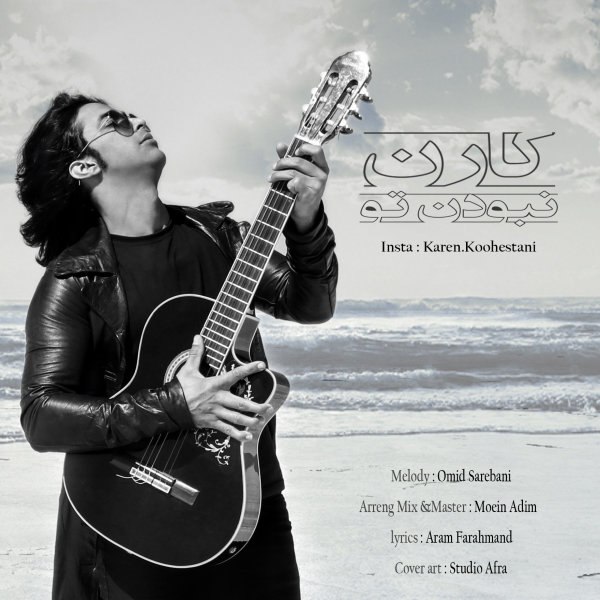 کارن
نبودن تو
Insta : Karen.Koohestani
Melody : Omid Sarebani
Arreng Mix &Master : Moein Adim
lyrics : Aram Farahmand
Cover art : Studio Afra